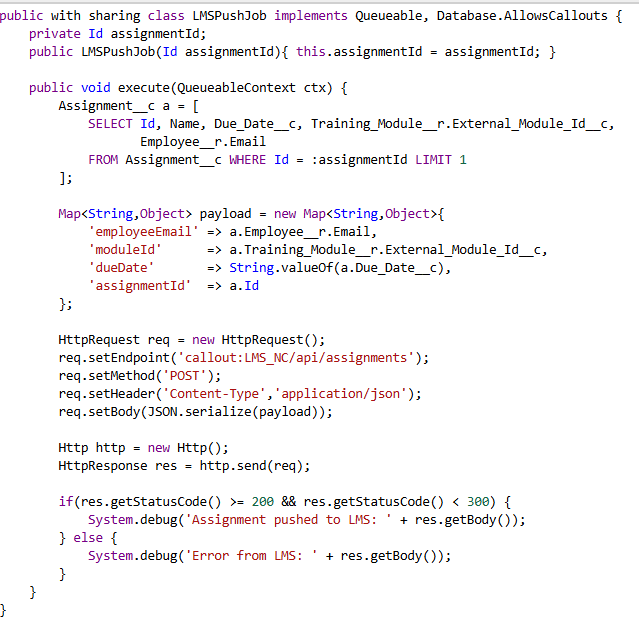 public with sharing class LMSPushJob implements Queueable, Database.AllowsCallouts {
    private Id assignmentId;
    public LMSPushJob(Id assignmentId){ this.assignmentId = assignmentId; }

    public void execute(QueueableContext ctx) {
        Assignment__c a = [
            SELECT Id, Name, Due_Date__c, Training_Module__r.External_Module_Id__c,
                   Employee__r.Email
            FROM Assignment__c WHERE Id = :assignmentId LIMIT 1
        ];

        Map<String,Object> payload = new Map<String,Object>{
            'employeeEmail' => a.Employee__r.Email,
            'moduleId'      => a.Training_Module__r.External_Module_Id__c,
            'dueDate'       => String.valueOf(a.Due_Date__c),
            'assignmentId'  => a.Id
        };

        HttpRequest req = new HttpRequest();
        req.setEndpoint('callout:LMS_NC/api/assignments');
        req.setMethod('POST');
        req.setHeader('Content-Type','application/json');
        req.setBody(JSON.serialize(payload));

        Http http = new Http();
        HttpResponse res = http.send(req);

        if(res.getStatusCode() >= 200 && res.getStatusCode() < 300) {
            System.debug('Assignment pushed to LMS: ' + res.getBody());
        } else {
            System.debug('Error from LMS: ' + res.getBody());
        }
    }
}